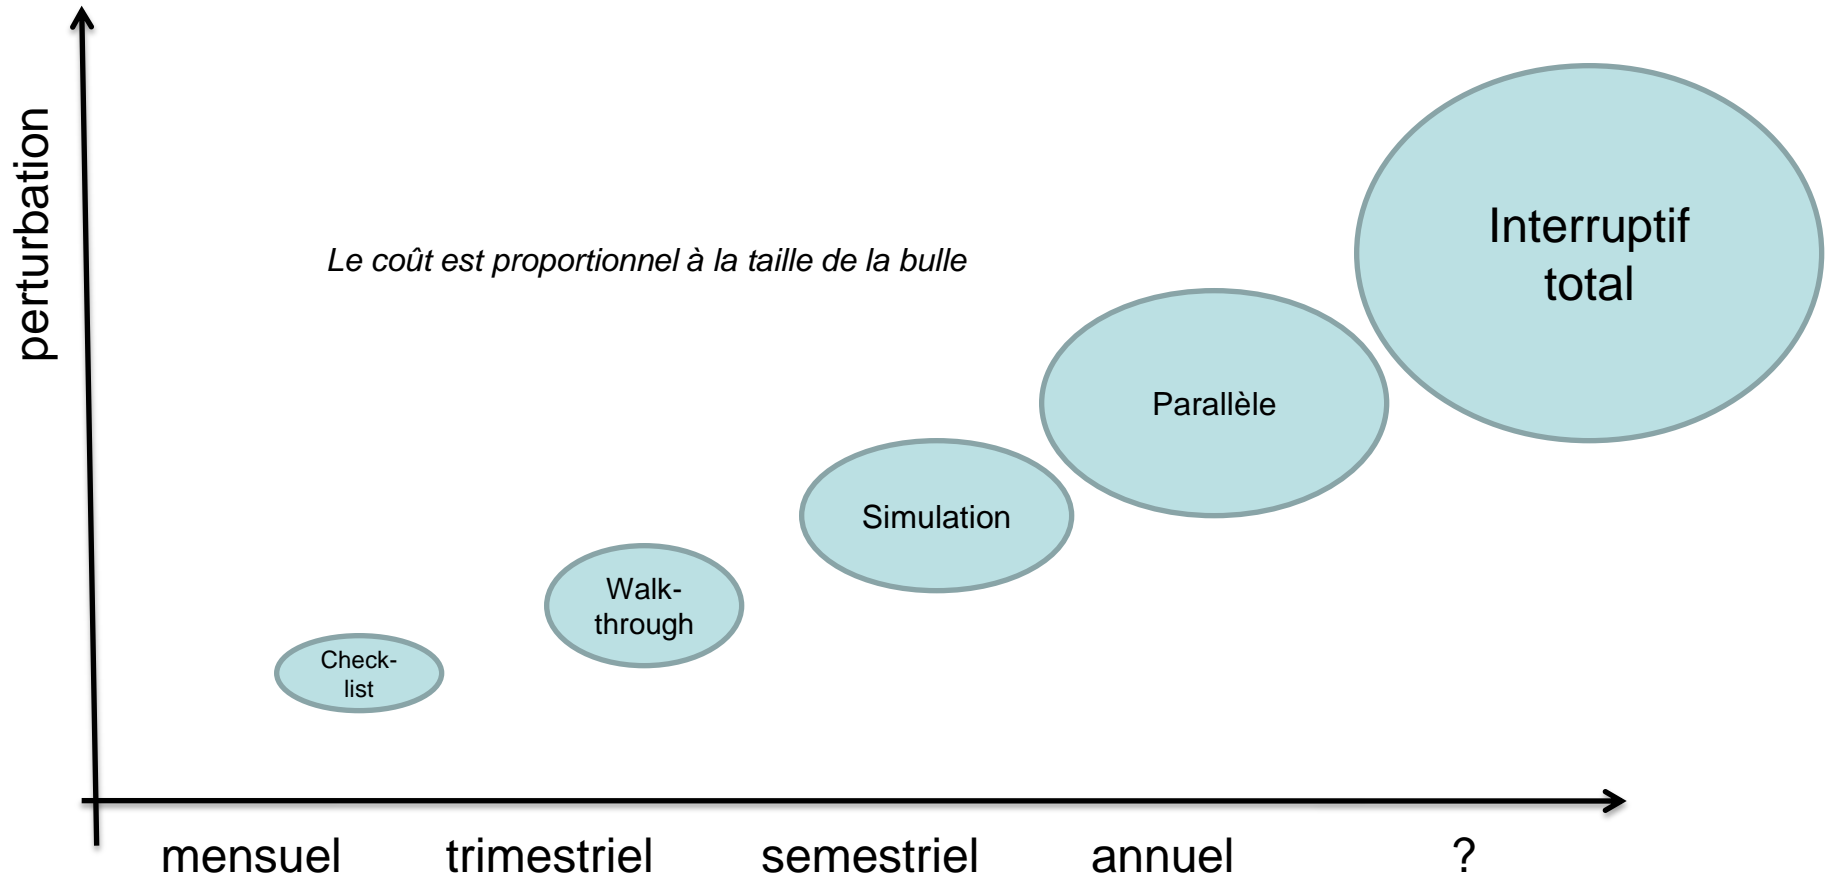 perturbation
Interruptif
total
Le coût est proportionnel à la taille de la bulle
Parallèle
Simulation
Walk-
through
Check-
list
mensuel
trimestriel
semestriel
annuel
?